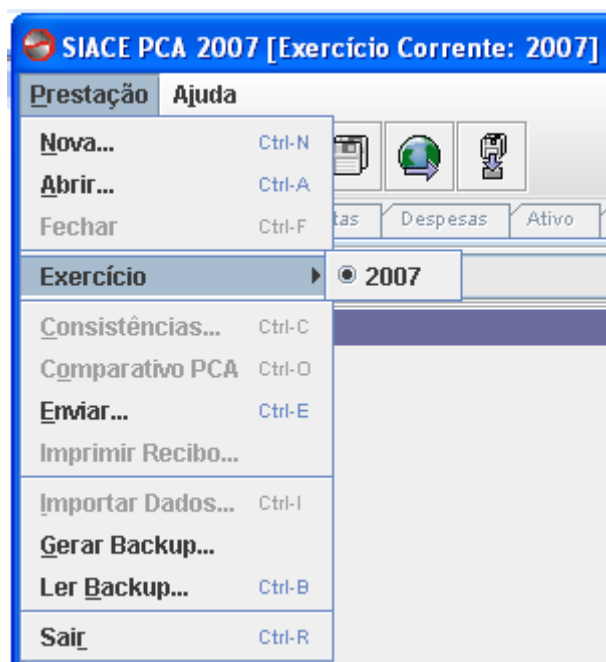 SIACE PCA 2007 [Exercício Corrente: 2007]
Prestação Ajuda
Nova... Ctrl-N
Abrir... Ctrl-A
Fechar Ctrl-F
tas Despesas Ativo
Exercício 2007
Consistências... Ctrl-C
Comparativo PCA Ctrl-O
Enviar... Ctrl-E
Imprimir Recibo...
Importar Dados... Ctrl-I
Gerar Backup...
Ler Backup... Ctrl-B
Sair Ctrl-R